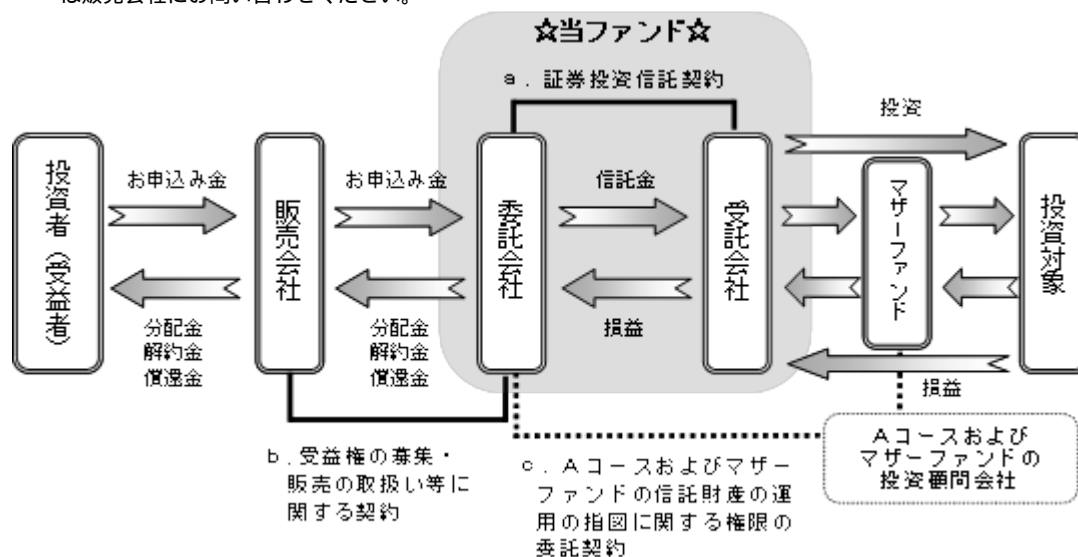 は販売会社にお問い合わせください。
☆当ファンド☆
a．証券投資信託契約
投資
投資者（受益者）
お申込み金
販売会社
お申込み金
委託会社
信託金
受託会社
マザーファンド
投資対象
分配金
解約金
償還金
分配金
解約金
償還金
損益
損益
b．受益権の募集・
販売の取扱い等に
関する契約
c．Aコースおよびマザー
ファンドの信託財産の運
用の指図に関する権限の
委託契約
Aコースおよび
マザーファンドの
投資顧問会社